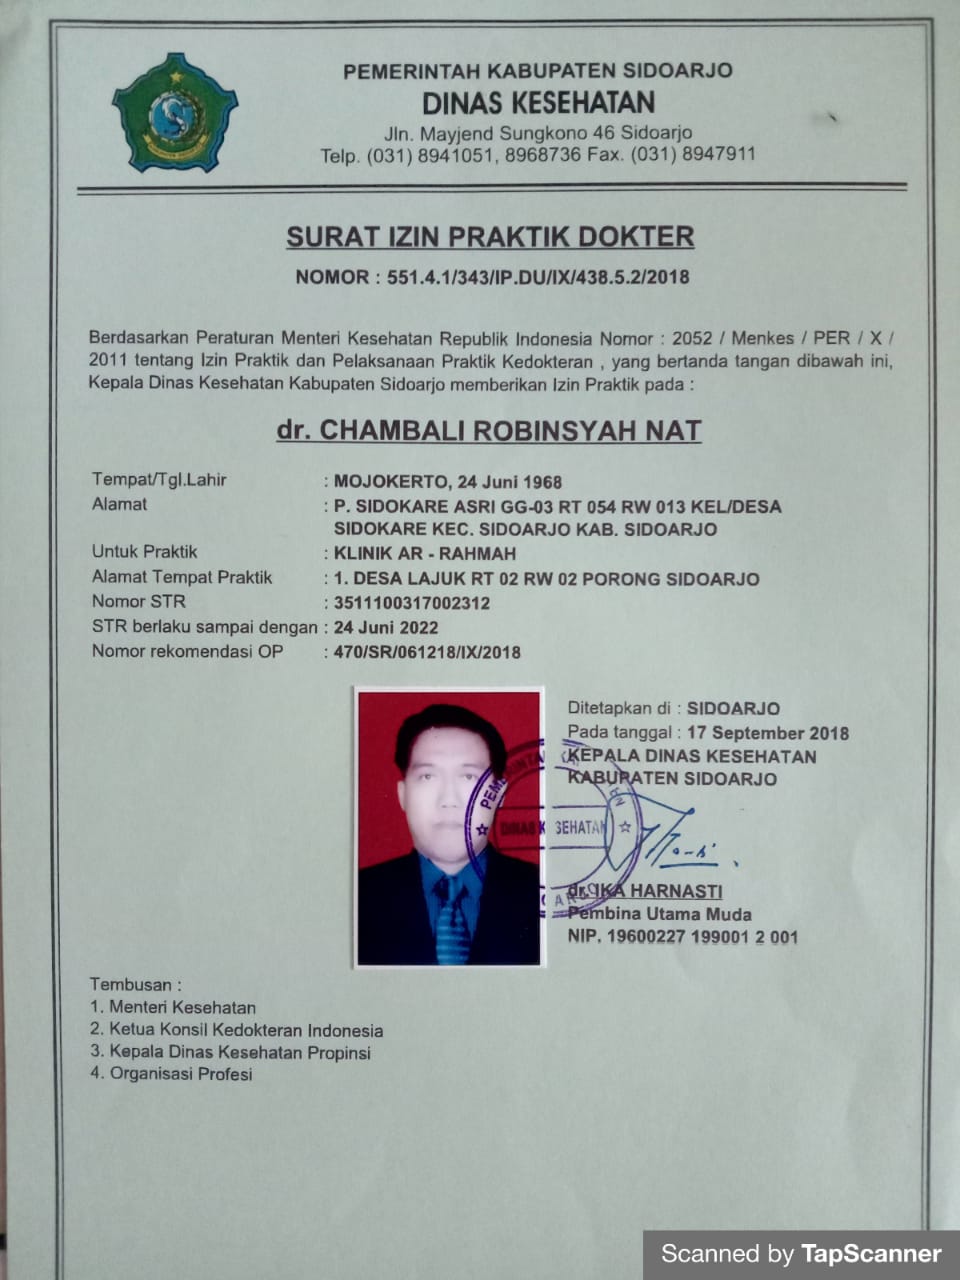 PEMERINTAH KABUPATEN SIDOARJO
DINAS KESEHATAN
Jln. Mayjend Sungkono 46 Sidoarjo
Telp. (031) 8941051, 8968736 Fax. (031) 8947911
SURAT IZIN PRAKTIK DOKTER
NOMOR : 551.4.1/343/IP.DU/IX/438.5.2/2018
Berdasarkan Peraturan Menteri Kesehatan Republik Indonesia Nomor : 2052 / Menkes / PER / X /
2011 tentang Izin Praktik dan Pelaksanaan Praktik Kedokteran , yang bertanda tangan dibawah ini,
Kepala Dinas Kesehatan Kabupaten Sidoarjo memberikan Izin Praktik pada :
dr. CHAMBALI ROBINSYAH NAT
Tempat/Tgl.Lahir : MOJOKERTO, 24 Juni 1968
Alamat : P. SIDOKARE ASRI GG-03 RT 054 RW 013 KEL/DESA
SIDOKARE KEC. SIDOARJO KAB. SIDOARJO
Untuk Praktik : KLINIK AR - RAHMAH
Alamat Tempat Praktik : 1. DESA LAJUK RT 02 RW 02 PORONG SIDOARJO
Nomor STR : 3511100317002312
STR berlaku sampai dengan : 24 Juni 2022
Nomor rekomendasi OP : 470/SR/061218/IX/2018
Ditetapkan di : SIDOARJO
Pada tanggal : 17 September 2018
KEPALA DINAS KESEHATAN
KABUPATEN SIDOARJO
DINAS KESEHATAN
dr. IKA HARNASTI
Pembina Utama Muda
NIP. 19600227 199001 2 001
Tembusan :
1. Menteri Kesehatan
2. Ketua Konsil Kedokteran Indonesia
3. Kepala Dinas Kesehatan Propinsi
4. Organisasi Profesi
Scanned by TapScanner